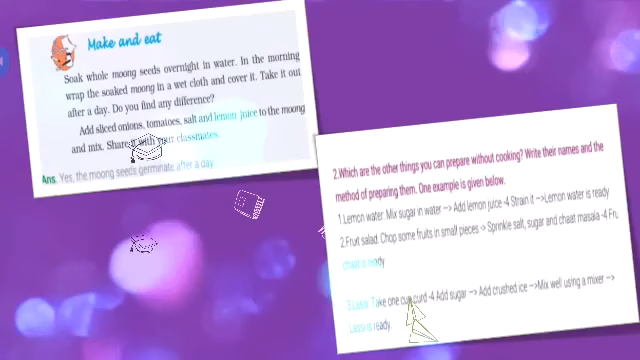 Make and eat
Soak whole moong seeds overnight in water. In the morning
wrap the soaked moong in a wet cloth and cover it. Take it out
after a day. Do you find any difference?
Add sliced onions, tomatoes, salt and lemon juice to the moong
and mix. Share it with your classmates.
Ans. Yes, the moong seeds germinate after a day
2.Which are the other things you can prepare without cooking? Write their names and the
method of preparing them. One example is given below.
1.Lemon water. Mix sugar in water –> Add lemon juice -4 Strain it –>Lemon water is ready
2.Fruit salad. Chop some fruits in small pieces -> Sprinkle salt, sugar and chaat masala -4 Fru
chaat is ready
3.Lassi. Take one cup curd -4 Add sugar –> Add crushed ice –>Mix well using a mixer –>
Lassi is ready.